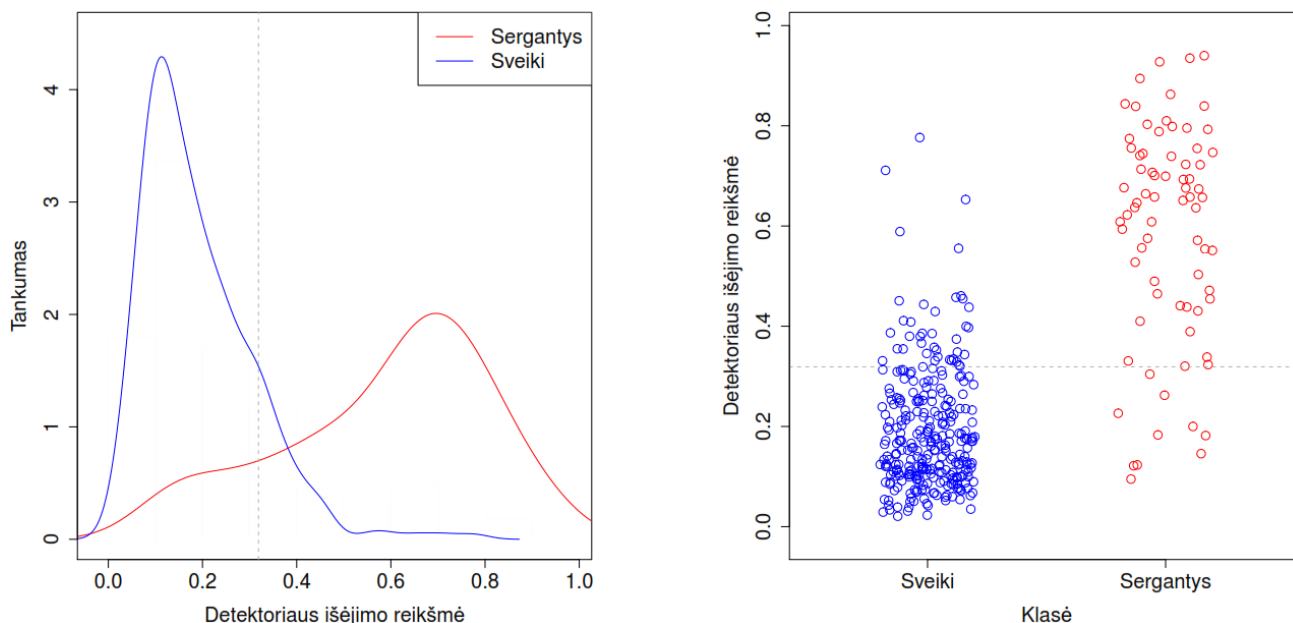 Sergantys
Sveiki
4
3
2
1
0
Tankumas
0.0 0.2 0.4 0.6 0.8 1.0
Detektoriaus išėjimo reikšmė
1.0
0.8
0.6
0.4
0.2
0.0
Detektoriaus išėjimo reikšmė
Sveiki Sergantys
Klasė